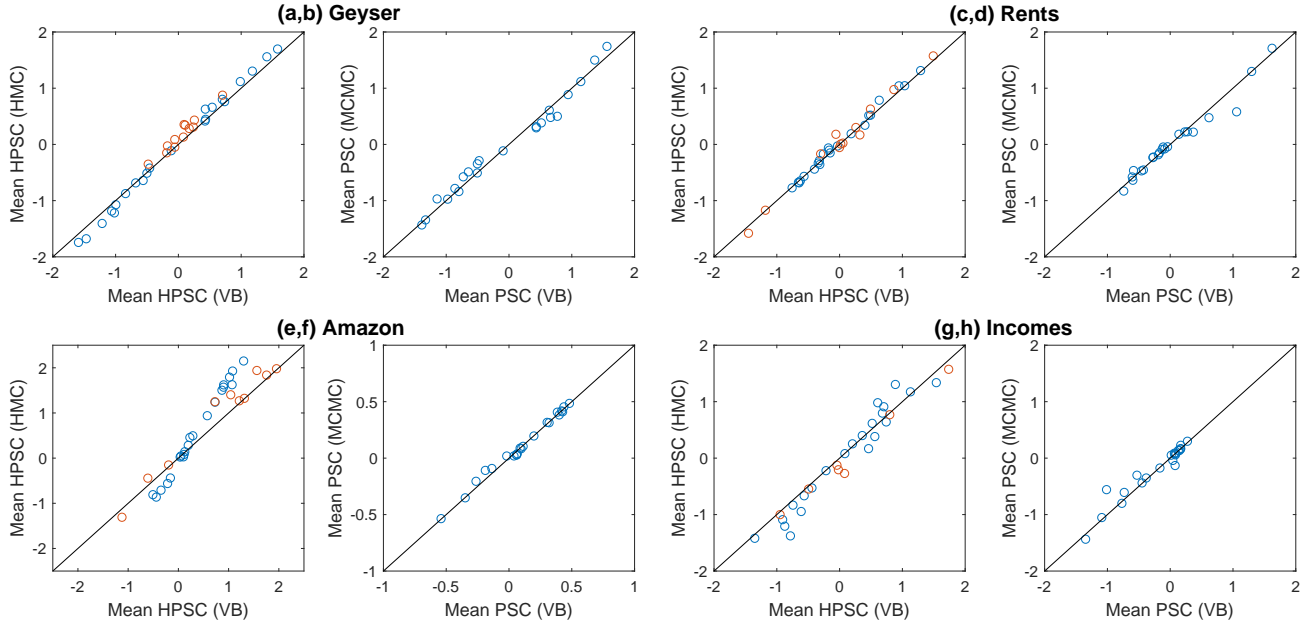 (a,b) Geyser
2
1
0
-1
-2
-2 -1 0 1 2
Mean HPSC (HMC)
Mean HPSC (VB)
2
1
0
-1
-2
-2 -1 0 1 2
Mean PSC (MCMC)
Mean PSC (VB)
(c,d) Rents
2
1
0
-1
-2
-2 -1 0 1 2
Mean HPSC (HMC)
Mean HPSC (VB)
2
1
0
-1
-2
-2 -1 0 1 2
Mean PSC (MCMC)
Mean PSC (VB)
(e,f) Amazon
2
1
0
-1
-2
-2 -1 0 1 2
Mean HPSC (HMC)
Mean HPSC (VB)
1
0.5
0
-0.5
-1
-1 -0.5 0 0.5 1
Mean PSC (MCMC)
Mean PSC (VB)
(g,h) Incomes
2
1
0
-1
-2
-2 -1 0 1 2
Mean HPSC (HMC)
Mean HPSC (VB)
2
1
0
-1
-2
-2 -1 0 1 2
Mean PSC (MCMC)
Mean PSC (VB)